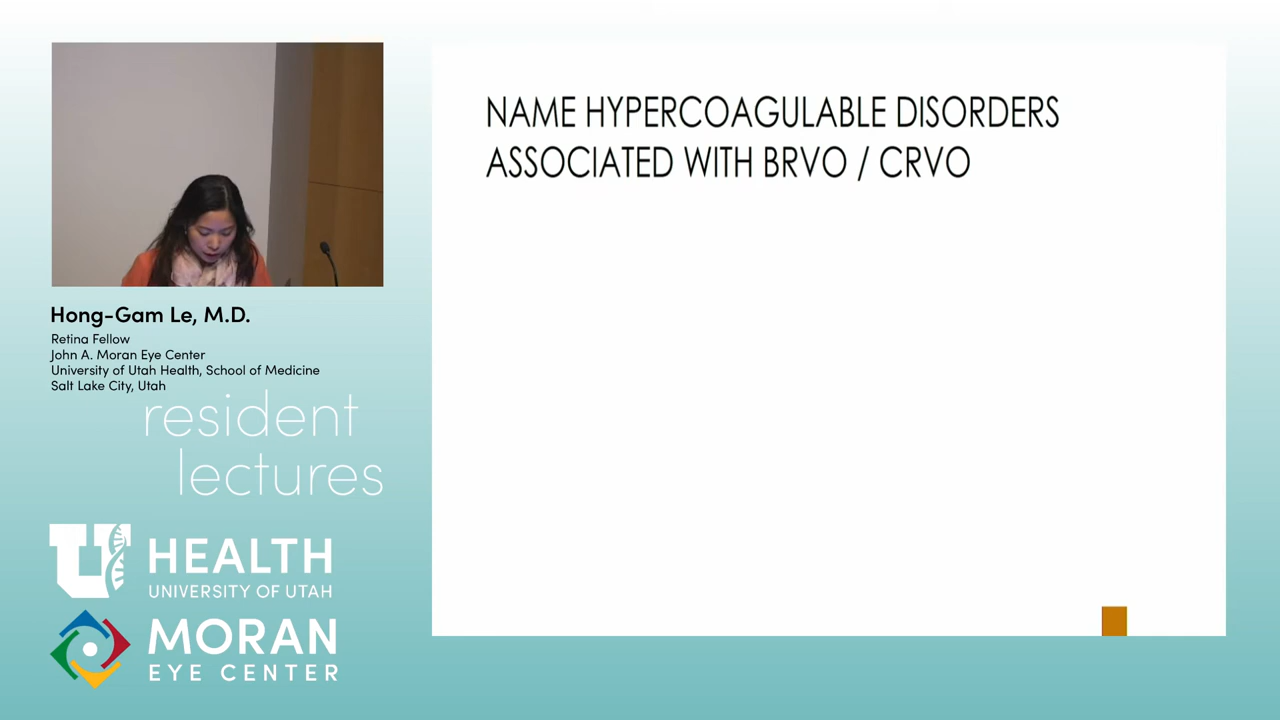 NAME HYPERCOAGULABLE DISORDERS
ASSOCIATED WITH BRVO / CRVO
Hong-Gam Le, M.D.
Retina Fellow
John A. Moran Eye Center
University of Utah Health, School of Medicine
Salt Lake City, Utah
resident
lectures
U HEALTH
UNIVERSITY OF UTAH
MORAN
EYE CENTER